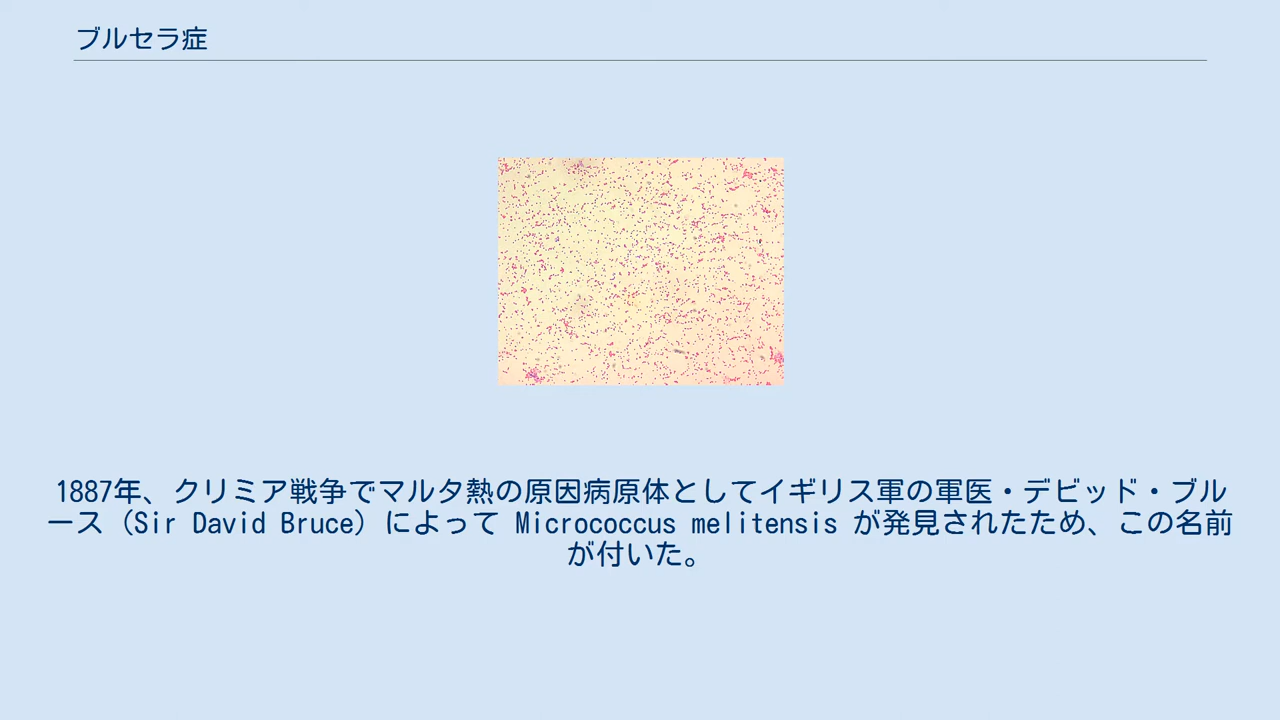 ブルセラ症
1887年、クリミア戦争でマルタ熱の原因病原体としてイギリス軍の軍医・デビッド・ブル
ース（Sir David Bruce）によって Micrococcus melitensis が発見されたため、この名前
が付いた。